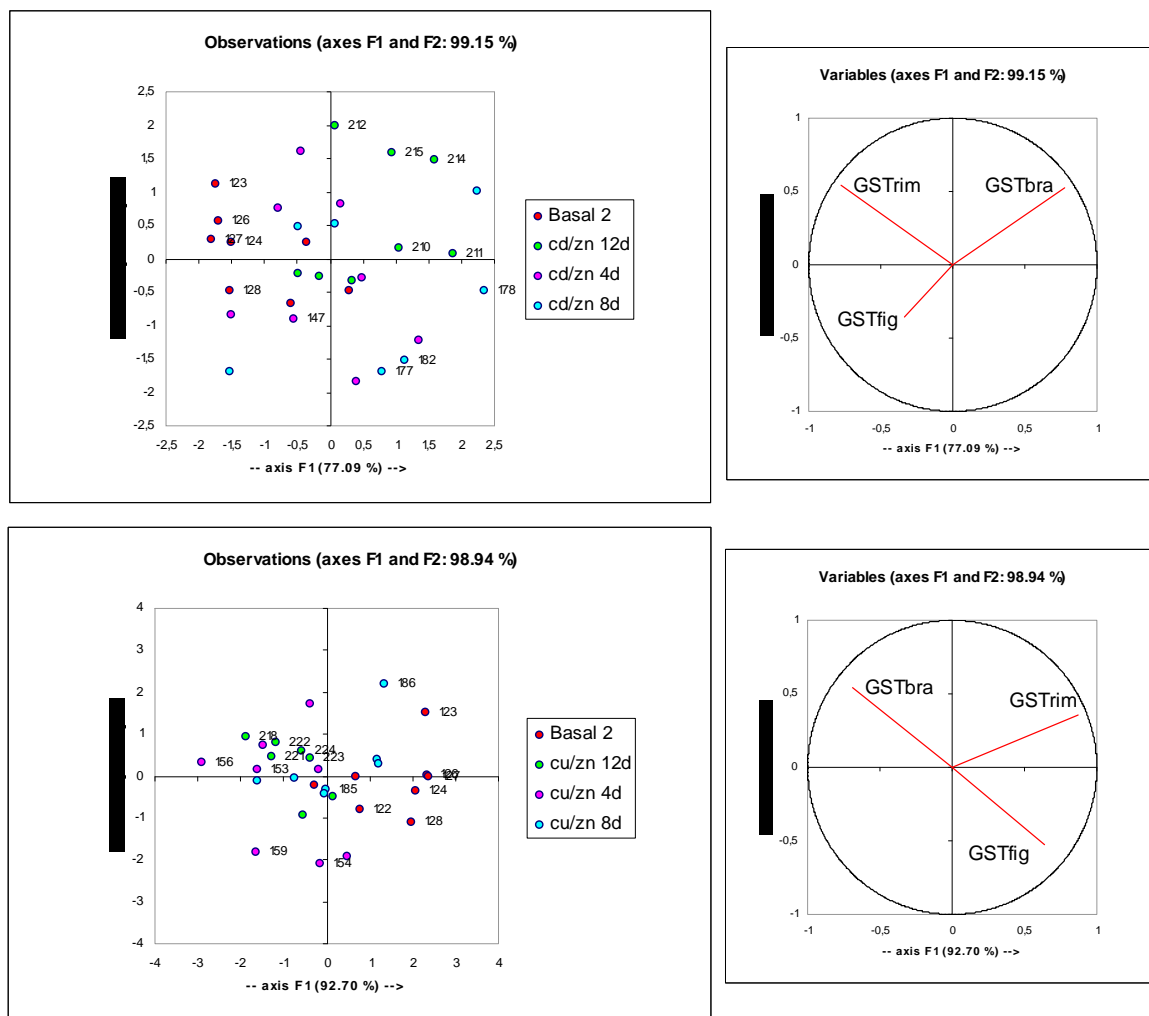 Observations (axes F1 and F2: 99.15 %)
2,5
2
1,5
1
0,5
0
-0,5
-1
-1,5
-2
-2,5
-2,5 -2 -1,5 -1 -0,5 0 0,5 1 1,5 2 2,5
-- axis F1 (77.09 %) -->
212
215
214
123
126
127
124
210
211
128
178
147
182
177
Basal 2
cd/zn 12d
cd/zn 4d
cd/zn 8d
Variables (axes F1 and F2: 99.15 %)
1
0,5
0
-0,5
-1
-1 -0,5 0 0,5 1
-- axis F1 (77.09 %) -->
GSTrim
GSTbra
GSTfig
Observations (axes F1 and F2: 98.94 %)
4
3
2
1
0
-1
-2
-3
-4
-4 -3 -2 -1 0 1 2 3 4
-- axis F1 (92.70 %) -->
186
123
218
222
224
221
223
156
153
127
185
124
122
128
159
154
Basal 2
cu/zn 12d
cu/zn 4d
cu/zn 8d
Variables (axes F1 and F2: 98.94 %)
1
0,5
0
-0,5
-1
-1 -0,5 0 0,5 1
-- axis F1 (92.70 %) -->
GSTbra
GSTrim
GSTfig